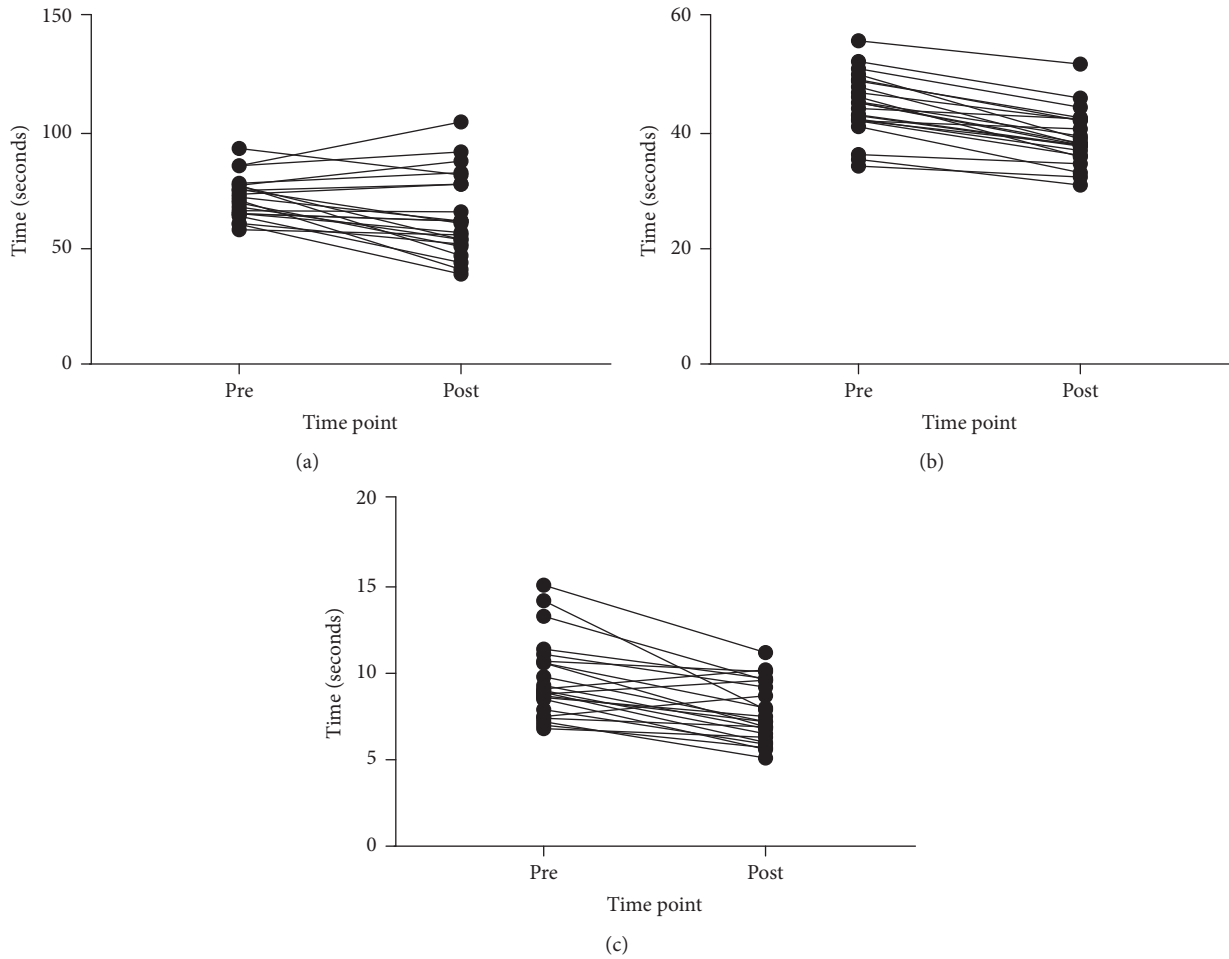 150
100
50
0
Time (seconds)
Pre
Post
Time point
(a)
60
40
20
0
Time (seconds)
Pre
Post
Time point
(b)
20
15
10
5
0
Time (seconds)
Pre
Post
Time point
(c)